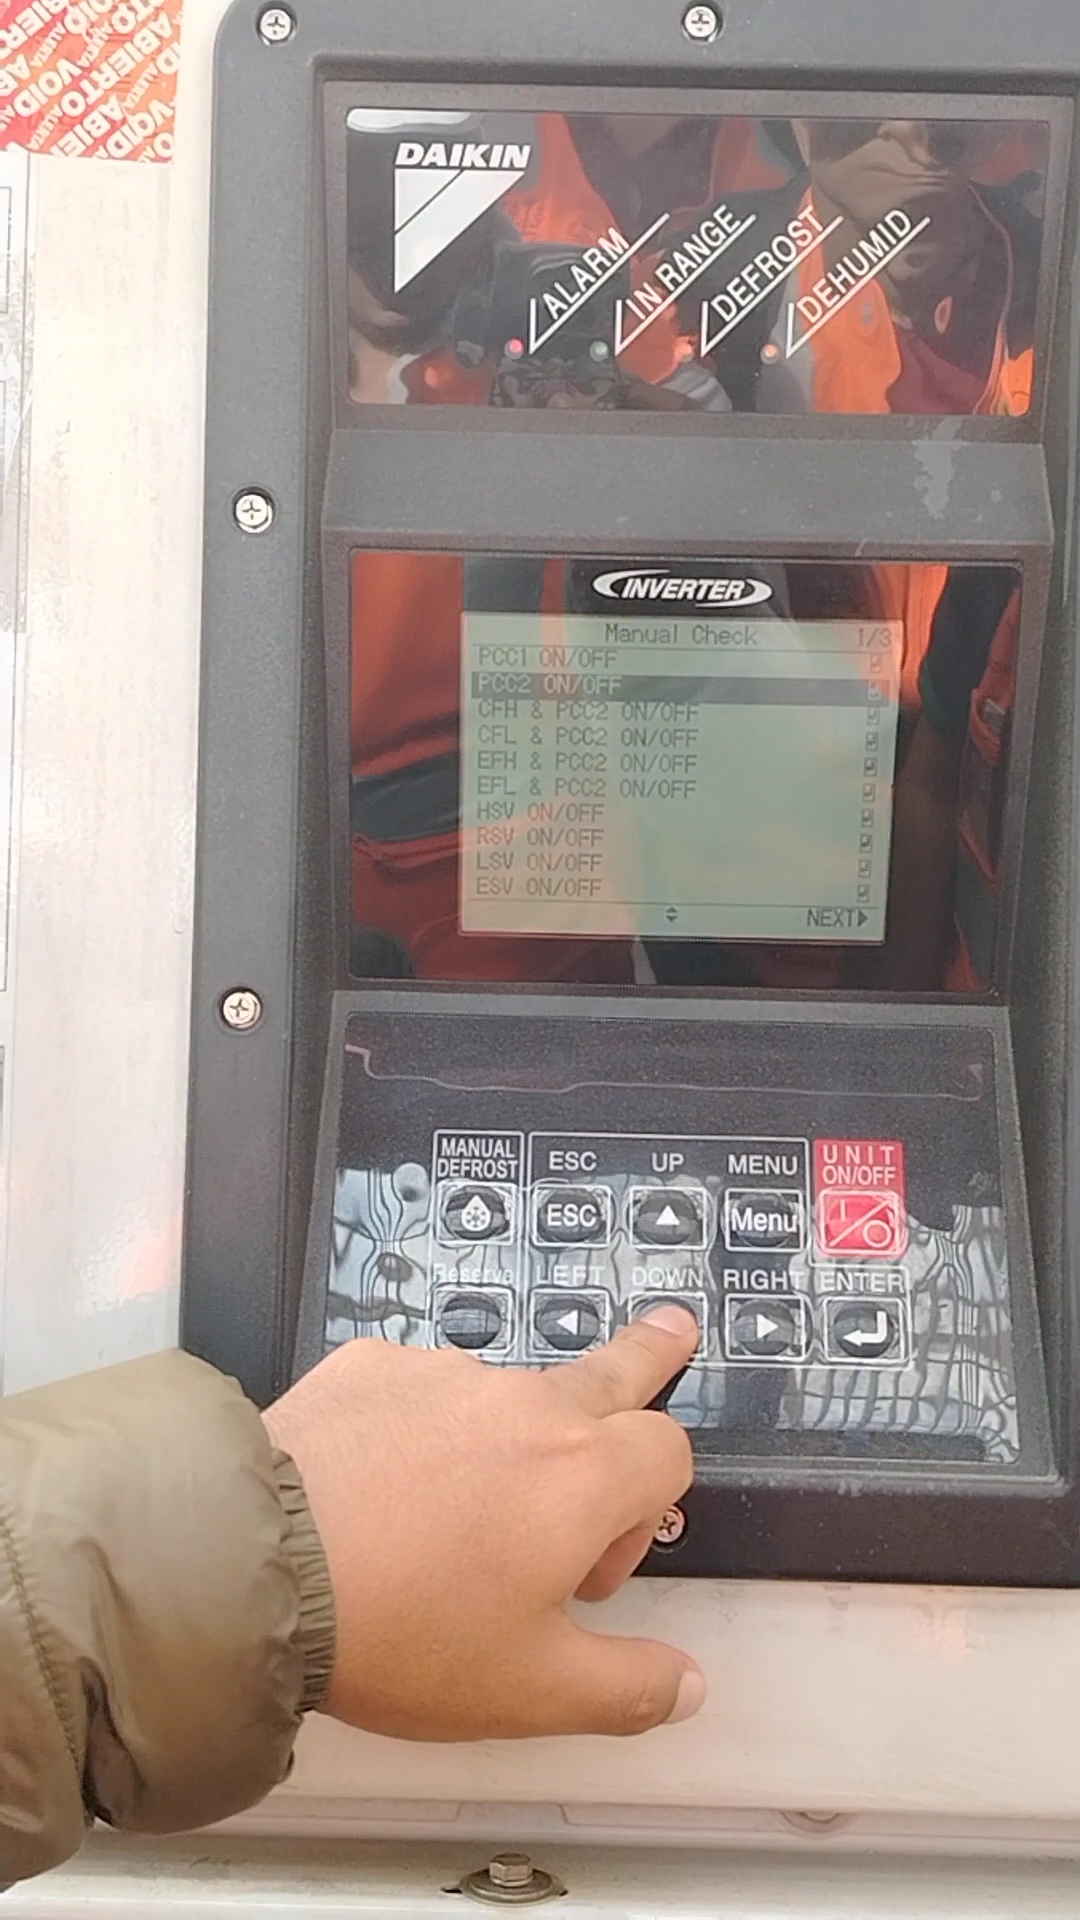 ABIERTO
VOID
ALERTA
DAIKIN
ALARM
IN RANGE
DEFROST
DEHUMID
INVERTER
Manual Check 1/3
PCC1 ON/OFF
PCC2 ON/OFF
CFH & PCC2 ON/OFF
CFL & PCC2 ON/OFF
EFH & PCC2 ON/OFF
EFL & PCC2 ON/OFF
HSV ON/OFF
RSV ON/OFF
LSV ON/OFF
ESV ON/OFF
NEXT
MANUAL DEFROST
ESC
UP
MENU
UNIT ON/OFF
ESC
Menu
Reserve
LEFT
DOWN
RIGHT
ENTER